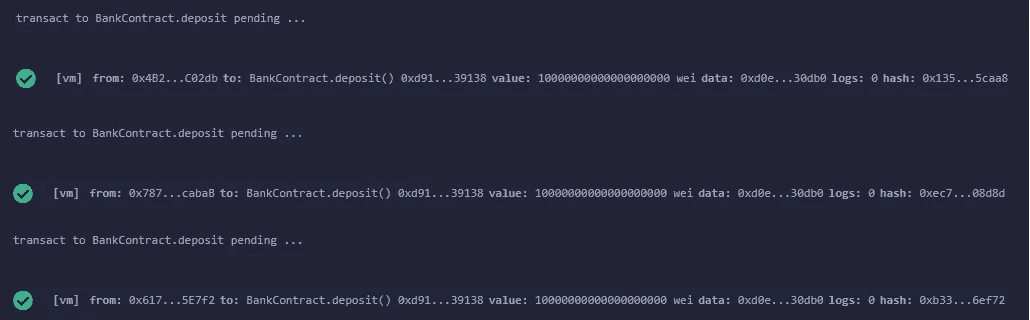 transact to BankContract.deposit pending ...
[vm] from: 0x4B2...C02db to: BankContract.deposit() 0xd91...39138 value: 10000000000000000000 wei data: 0xd0e...30db0 logs: 0 hash: 0x135...5caa8
transact to BankContract.deposit pending ...
[vm] from: 0x787...cabaB to: BankContract.deposit() 0xd91...39138 value: 10000000000000000000 wei data: 0xd0e...30db0 logs: 0 hash: 0xec7...08d8d
transact to BankContract.deposit pending ...
[vm] from: 0x617...5E7f2 to: BankContract.deposit() 0xd91...39138 value: 10000000000000000000 wei data: 0xd0e...30db0 logs: 0 hash: 0xb33...6ef72